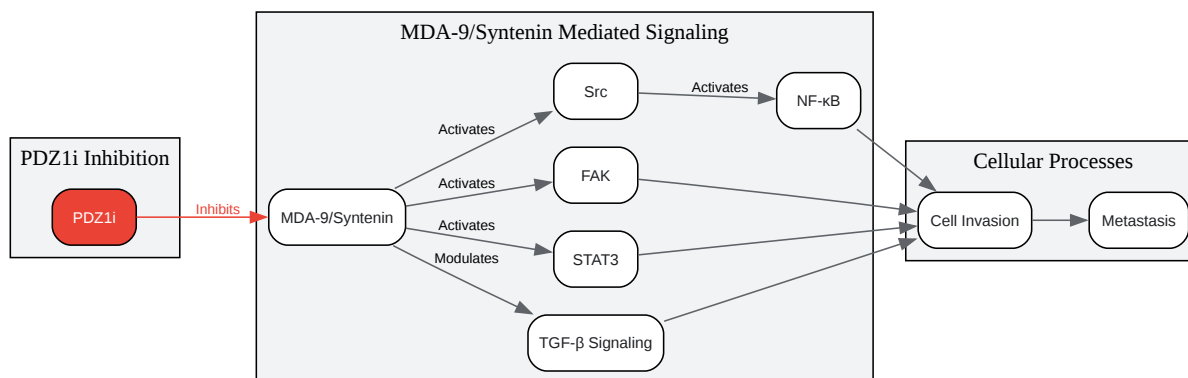 MDA-9/Syntenin Mediated Signaling
Src
Activates
NF-κB
Activates
PDZ1i Inhibition
Cellular Processes
FAK
Activates
PDZ1i
Inhibits
MDA-9/Syntenin
Cell Invasion
Metastasis
Activates
STAT3
Modulates
TGF-β Signaling